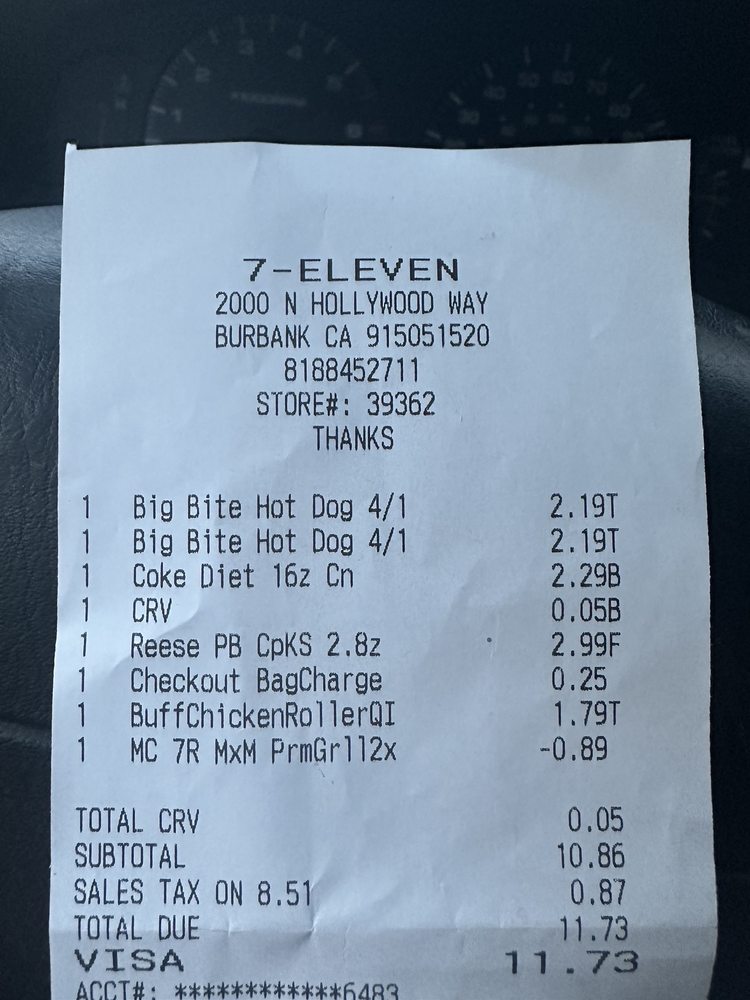 7-ELEVEN
2000 N HOLLYWOOD WAY
BURBANK CA 915051520
8188452711
STORE#: 39362
THANKS
1 Big Bite Hot Dog 4/1 2.19T
1 Big Bite Hot Dog 4/1 2.19T
1 Coke Diet 16z Cn 2.29B
1 CRV 0.05B
1 Reese PB CpKS 2.8z 2.99F
1 Checkout BagCharge 0.25
1 BuffChickenRollerQI 1.79T
1 MC 7R MxM PrmGrll2x -0.89
TOTAL CRV 0.05
SUBTOTAL 10.86
SALES TAX ON 8.51 0.87
TOTAL DUE 11.73
VISA 11.73
ACCT#: ************6483